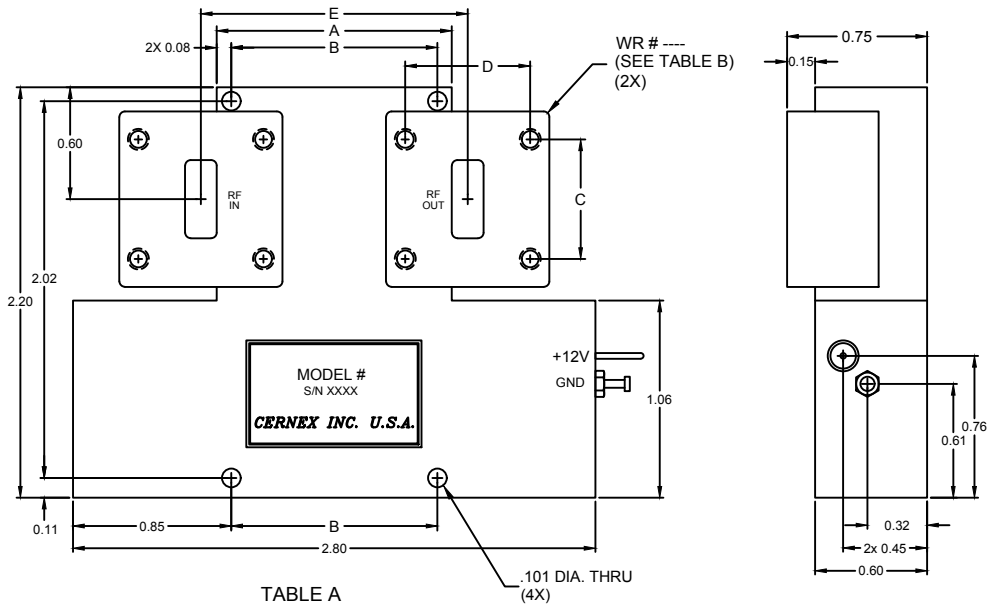 E
A
2X 0.08
B
D
WR # ----
(SEE TABLE B)
(2X)
0.75
0.15
0.60
RF
IN
RF
OUT
C
2.02
2.20
+12V
GND
MODEL #
S/N XXXX
CERNEX INC. U.S.A.
1.06
0.76
0.61
0.11
0.85
B
0.32
2x 0.45
2.80
0.60
.101 DIA. THRU
(4X)
TABLE A